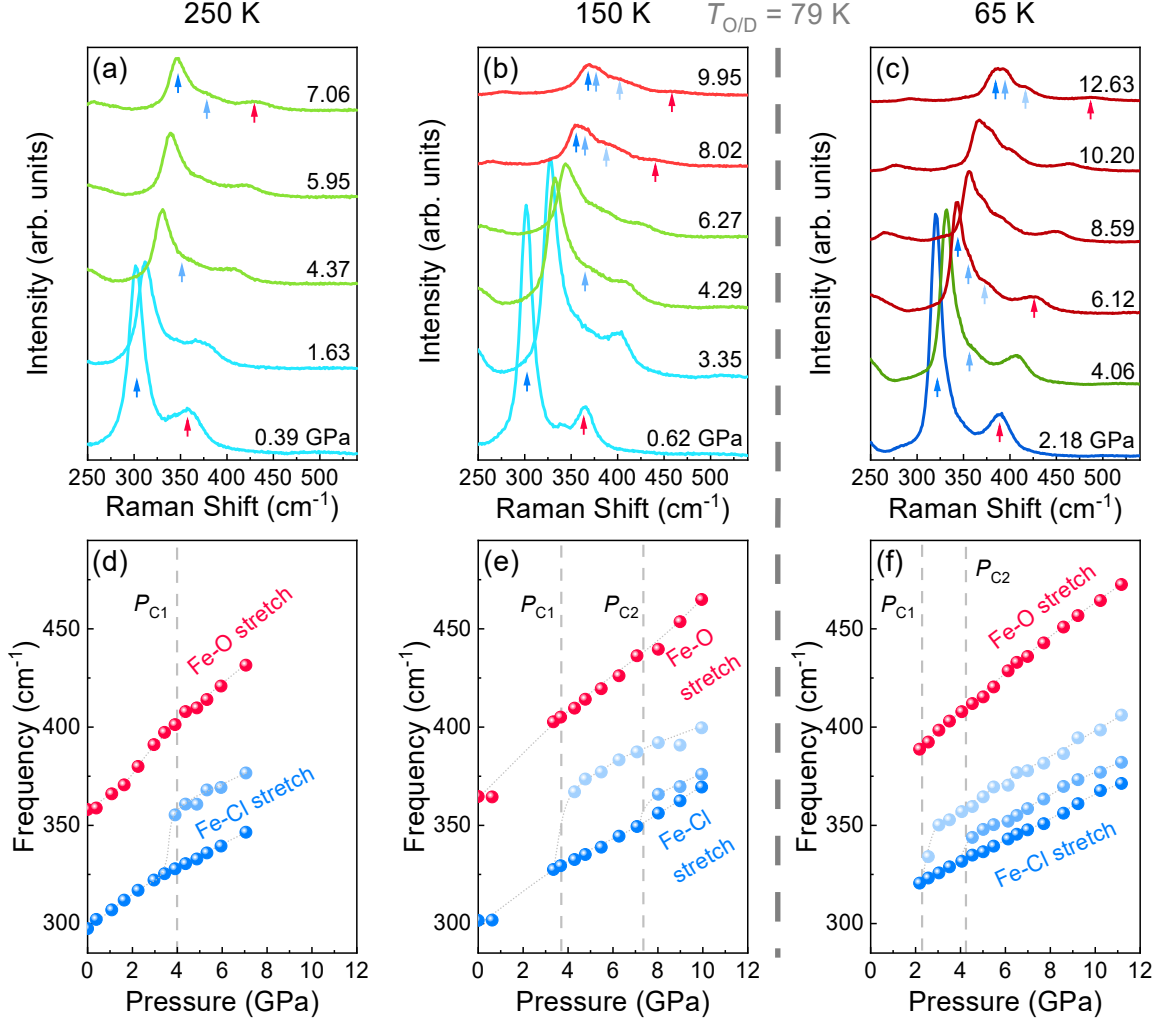 250 K
150 K
T_O/D = 79 K
65 K
(a)
7.06
5.95
4.37
1.63
0.39 GPa
Intensity (arb. units)
250 300 350 400 450 500
Raman Shift (cm⁻¹)
(b)
9.95
8.02
6.27
4.29
3.35
0.62 GPa
Intensity (arb. units)
250 300 350 400 450 500
Raman Shift (cm⁻¹)
(c)
12.63
10.20
8.59
6.12
4.06
2.18 GPa
Intensity (arb. units)
250 300 350 400 450 500
Raman Shift (cm⁻¹)
(d)
P_C1
Fe-O stretch
Fe-Cl stretch
450
400
350
300
Frequency (cm⁻¹)
0 2 4 6 8 10 12
Pressure (GPa)
(e)
P_C1
P_C2
Fe-O
stretch
Fe-Cl
stretch
450
400
350
300
Frequency (cm⁻¹)
0 2 4 6 8 10 12
Pressure (GPa)
(f)
P_C1
P_C2
Fe-O stretch
Fe-Cl stretch
450
400
350
300
Frequency (cm⁻¹)
0 2 4 6 8 10 12
Pressure (GPa)